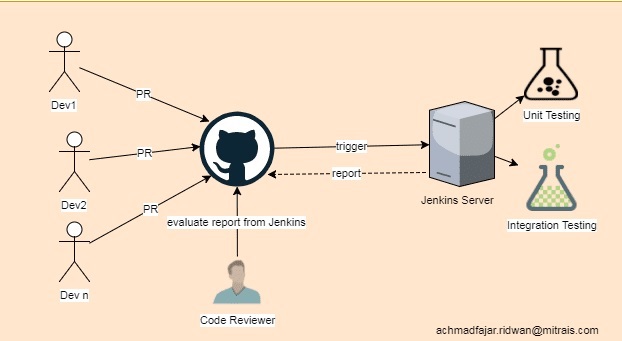 Dev1
PR
Dev2
PR
Dev n
PR
trigger
report
evaluate report from Jenkins
Code Reviewer
Jenkins Server
Unit Testing
Integration Testing
achmadfajar.ridwan@mitrais.com